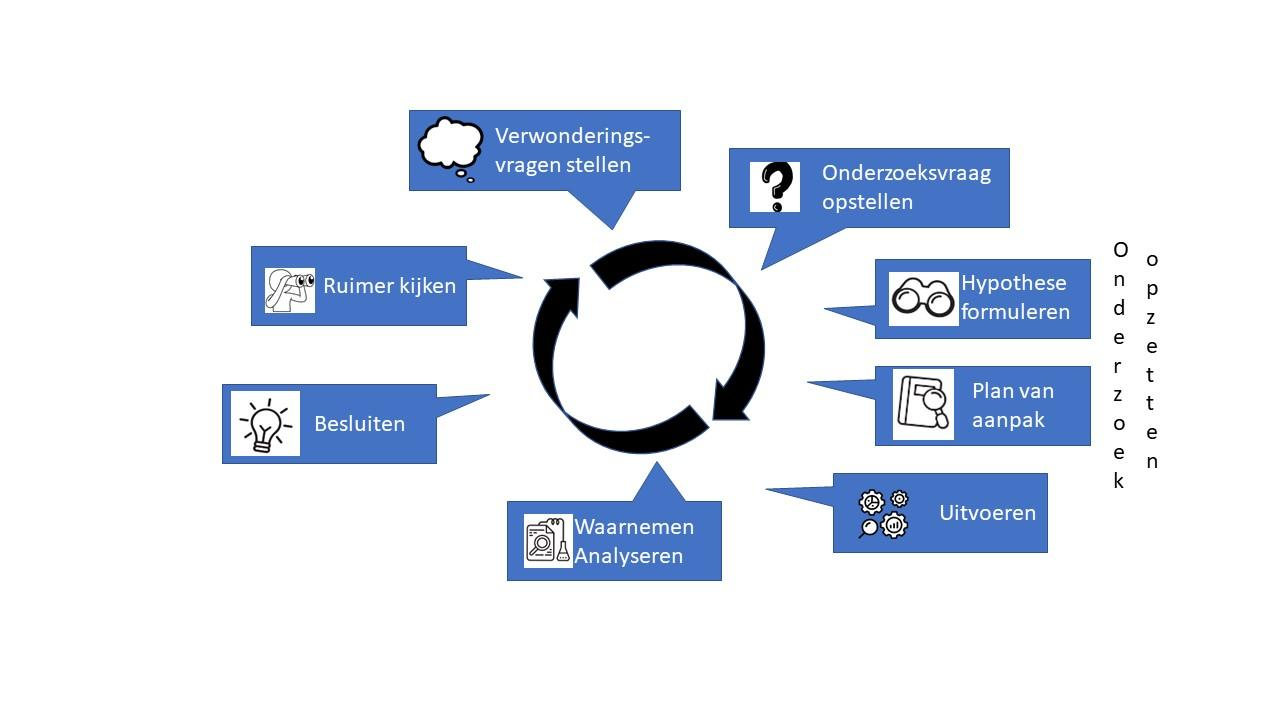 Verwonderings-
vragen stellen
Onderzoeksvraag
opstellen
Hypothese
formuleren
Plan van
aanpak
Onderzoek
opzetten
Uitvoeren
Waarnemen
Analyseren
Besluiten
Ruimer kijken